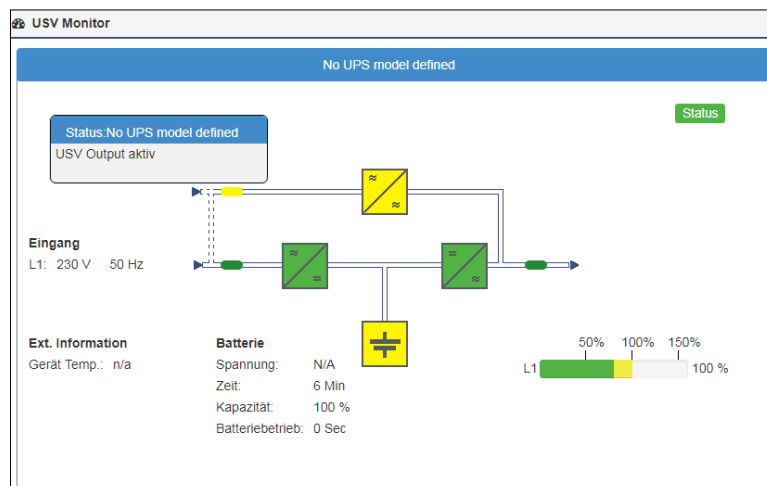 USV Monitor
No UPS model defined
Status
Status:No UPS model defined
USV Output aktiv
Eingang
L1: 230 V 50 Hz
Ext. Information
Gerät Temp.: n/a
Batterie
Spannung: N/A
Zeit: 6 Min
Kapazität: 100 %
Batteriebetrieb: 0 Sec
50% 100% 150%
L1 100 %